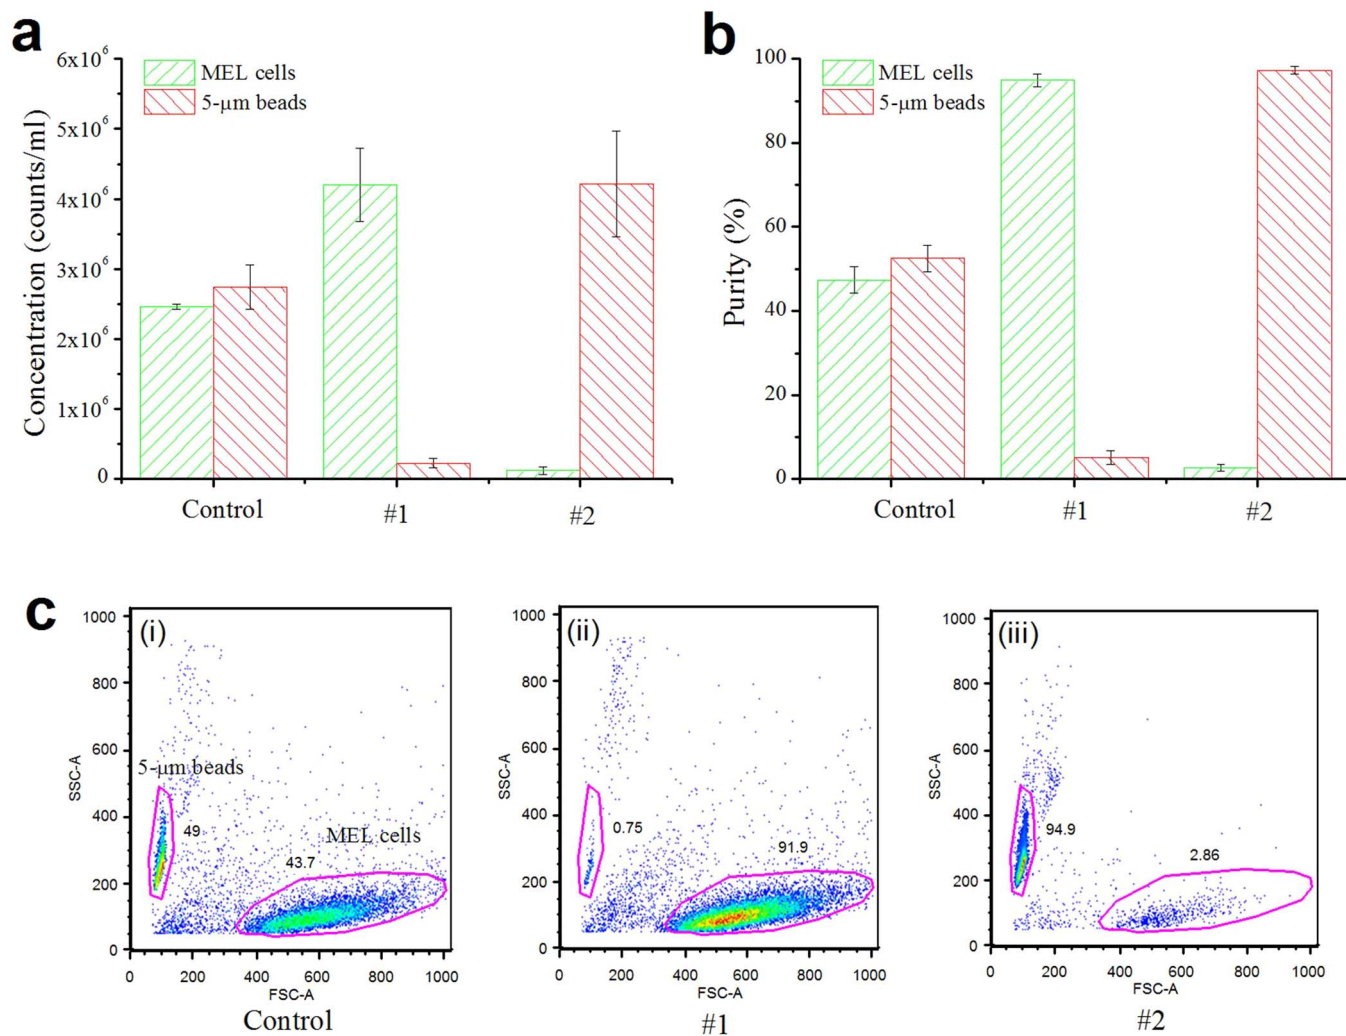 a
MEL cells
5-µm beads
Concentration (counts/ml)
6x10⁶
5x10⁶
4x10⁶
3x10⁶
2x10⁶
1x10⁶
0
Control
#1
#2
b
MEL cells
5-µm beads
Purity (%)
100
80
60
40
20
0
Control
#1
#2
c
(i)
1000
800
600
400
200
0
SSC-A
5-µm beads
49
MEL cells
43.7
0 200 400 600 800 1000
FSC-A
Control
(ii)
1000
800
600
400
200
0
SSC-A
0.75
91.9
0 200 400 600 800 1000
FSC-A
#1
(iii)
1000
800
600
400
200
0
SSC-A
94.9
2.86
0 200 400 600 800 1000
FSC-A
#2